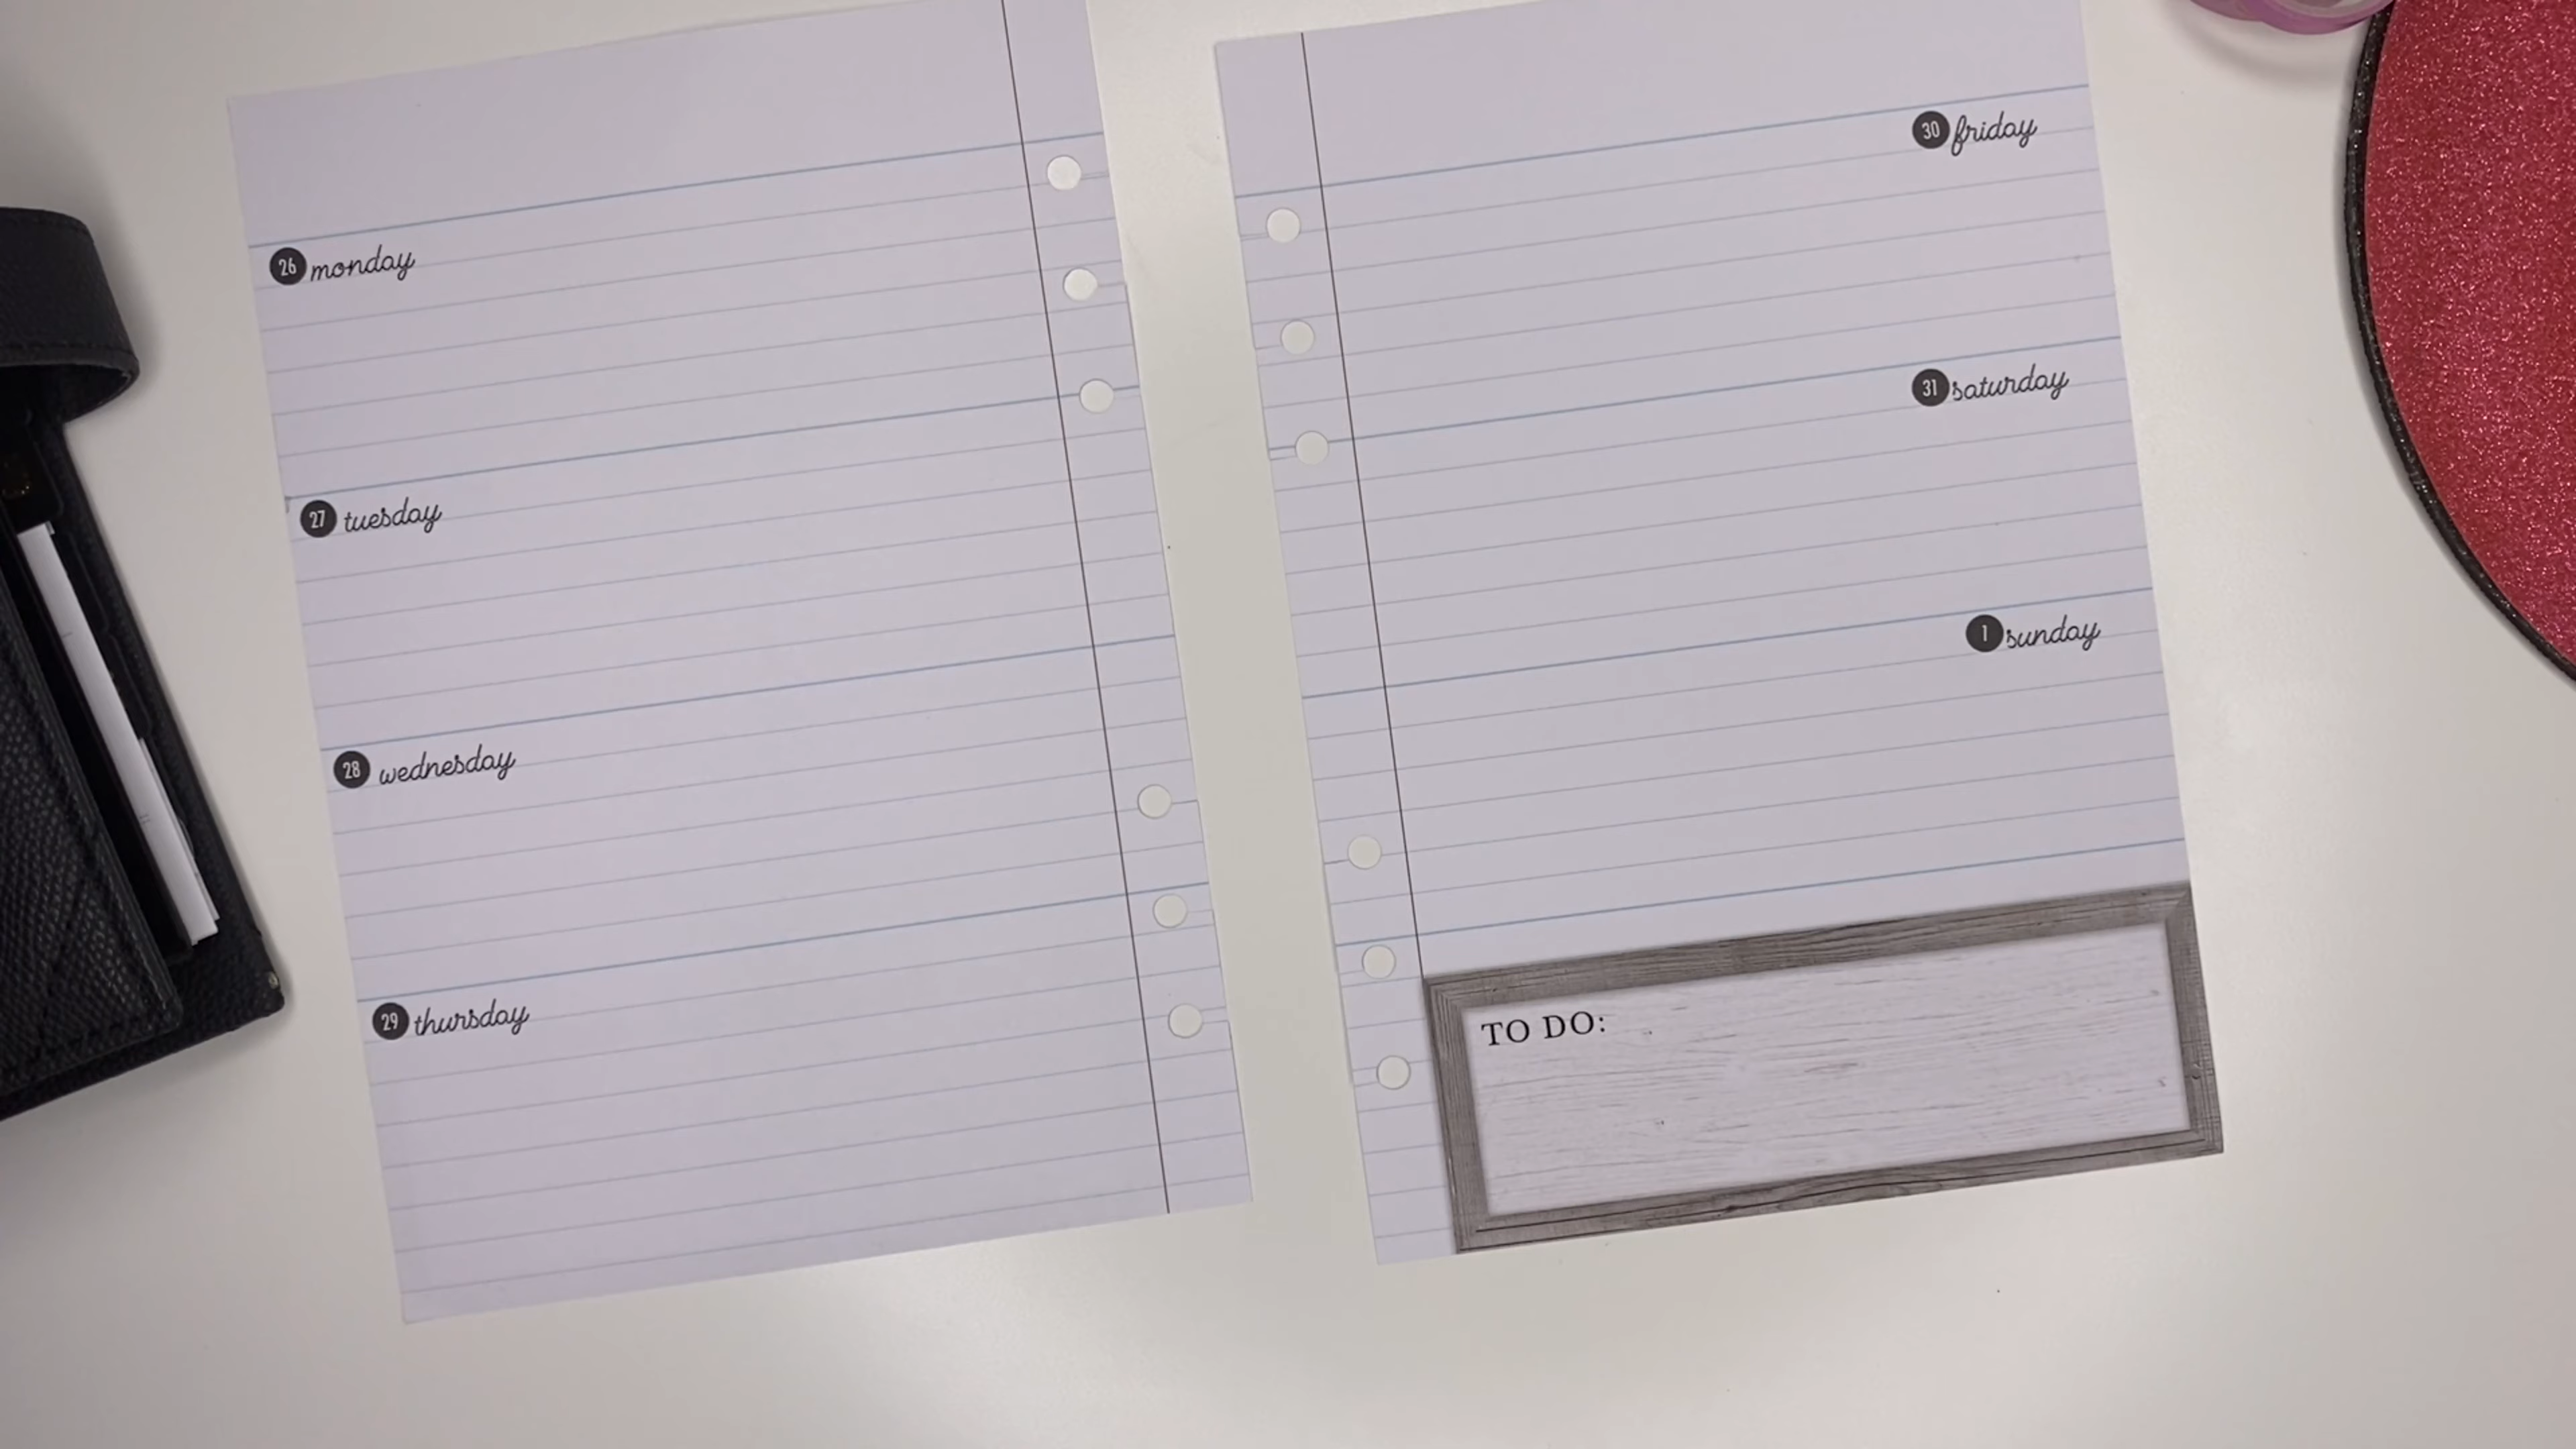 26 monday
27 tuesday
28 wednesday
29 thursday
30 friday
31 saturday
1 sunday
TO DO: